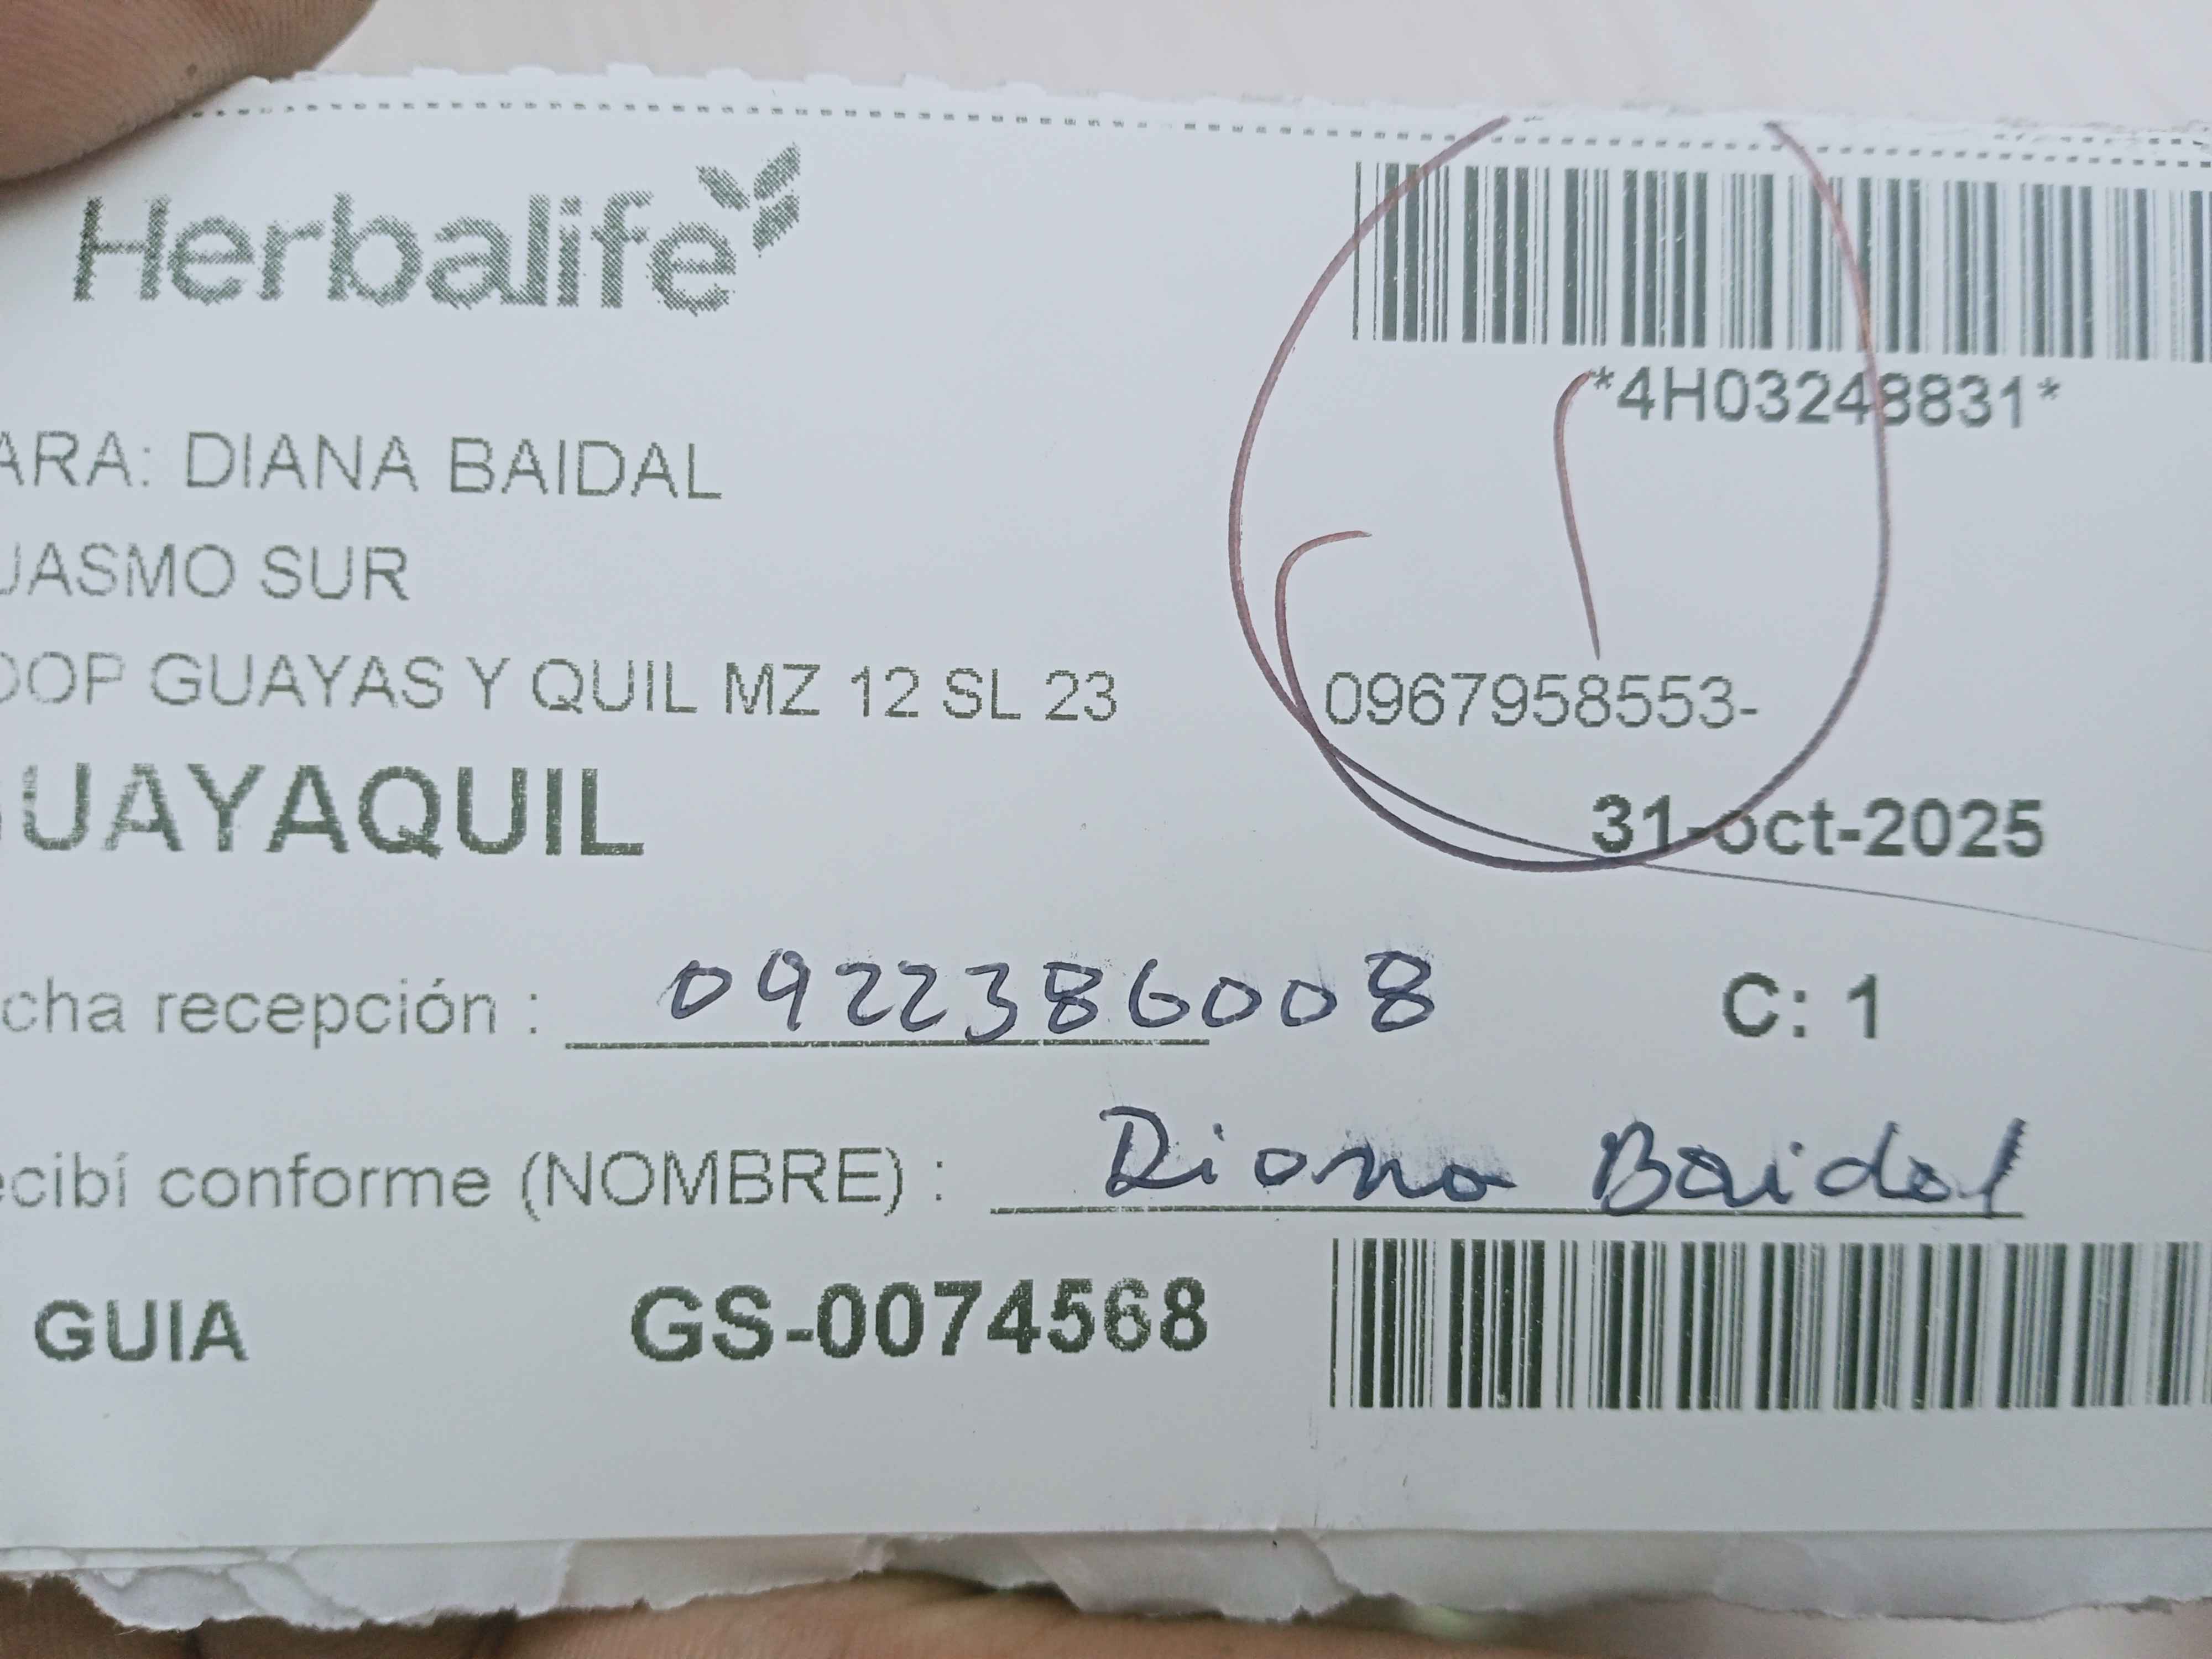 Herbalife
*4H03248831*
ARA: DIANA BAIDAL
UASMO SUR
OOP GUAYAS Y QUIL MZ 12 SL 23 0967958553-
GUAYAQUIL 31-oct-2025
cha recepción : 0922386008 C: 1
ecibí conforme (NOMBRE) : Diana Baidal
GUIA GS-0074568